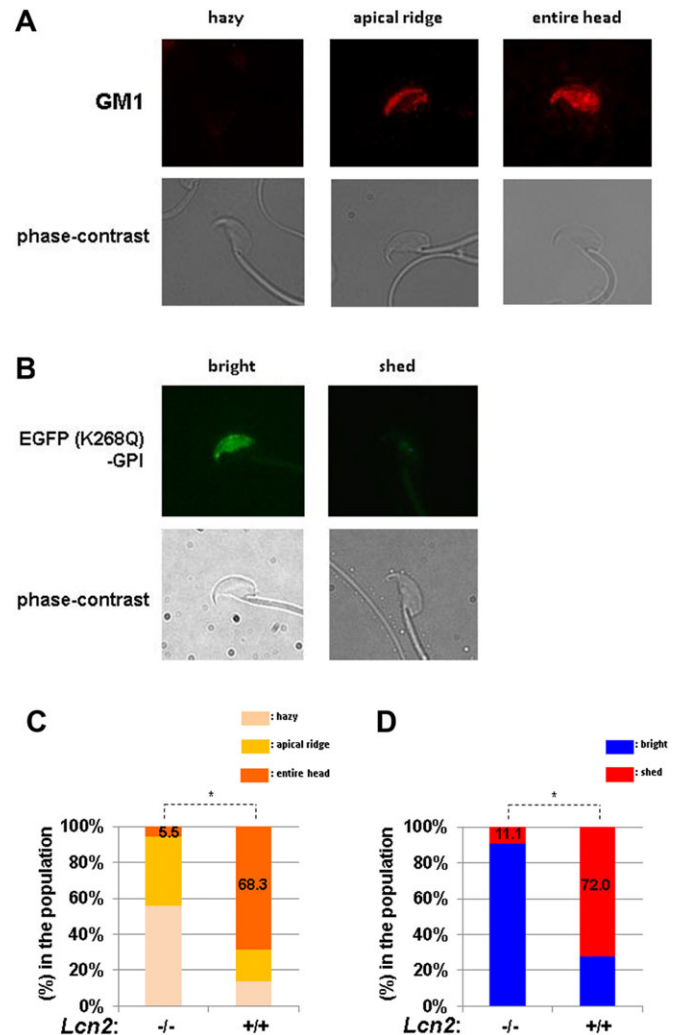 A
hazy apical ridge entire head
GM1
phase-contrast
B
bright shed
EGFP (K268Q)
-GPI
phase-contrast
C
: hazy
: apical ridge
: entire head
*
(%) in the population
100%
80%
60%
40%
20%
0%
5.5
68.3
Lcn2: -/- +/+
D
: bright
: shed
*
(%) in the population
100%
80%
60%
40%
20%
0%
11.1
72.0
Lcn2: -/- +/+